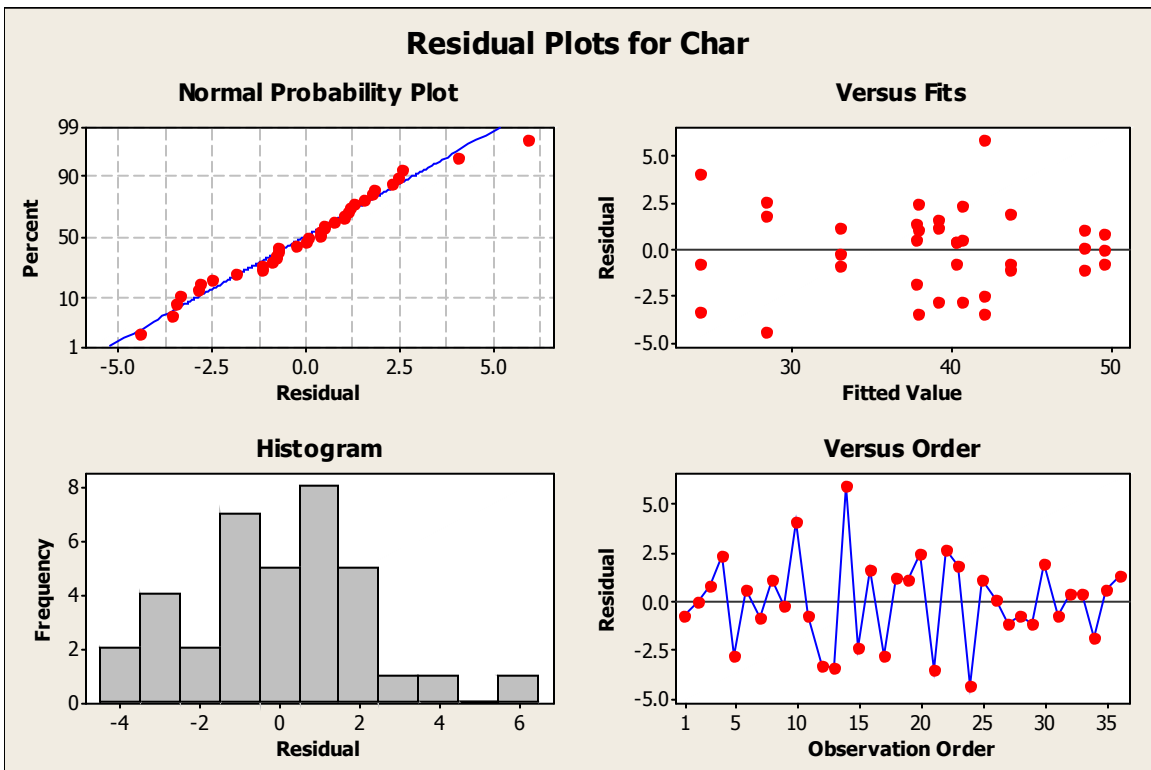 Residual Plots for Char
Normal Probability Plot
Percent
99
90
50
10
1
-5.0 -2.5 0.0 2.5 5.0
Residual
Versus Fits
Residual
5.0
2.5
0.0
-2.5
-5.0
30 40 50
Fitted Value
Histogram
Frequency
8
6
4
2
0
-4 -2 0 2 4 6
Residual
Versus Order
Residual
5.0
2.5
0.0
-2.5
-5.0
1 5 10 15 20 25 30 35
Observation Order